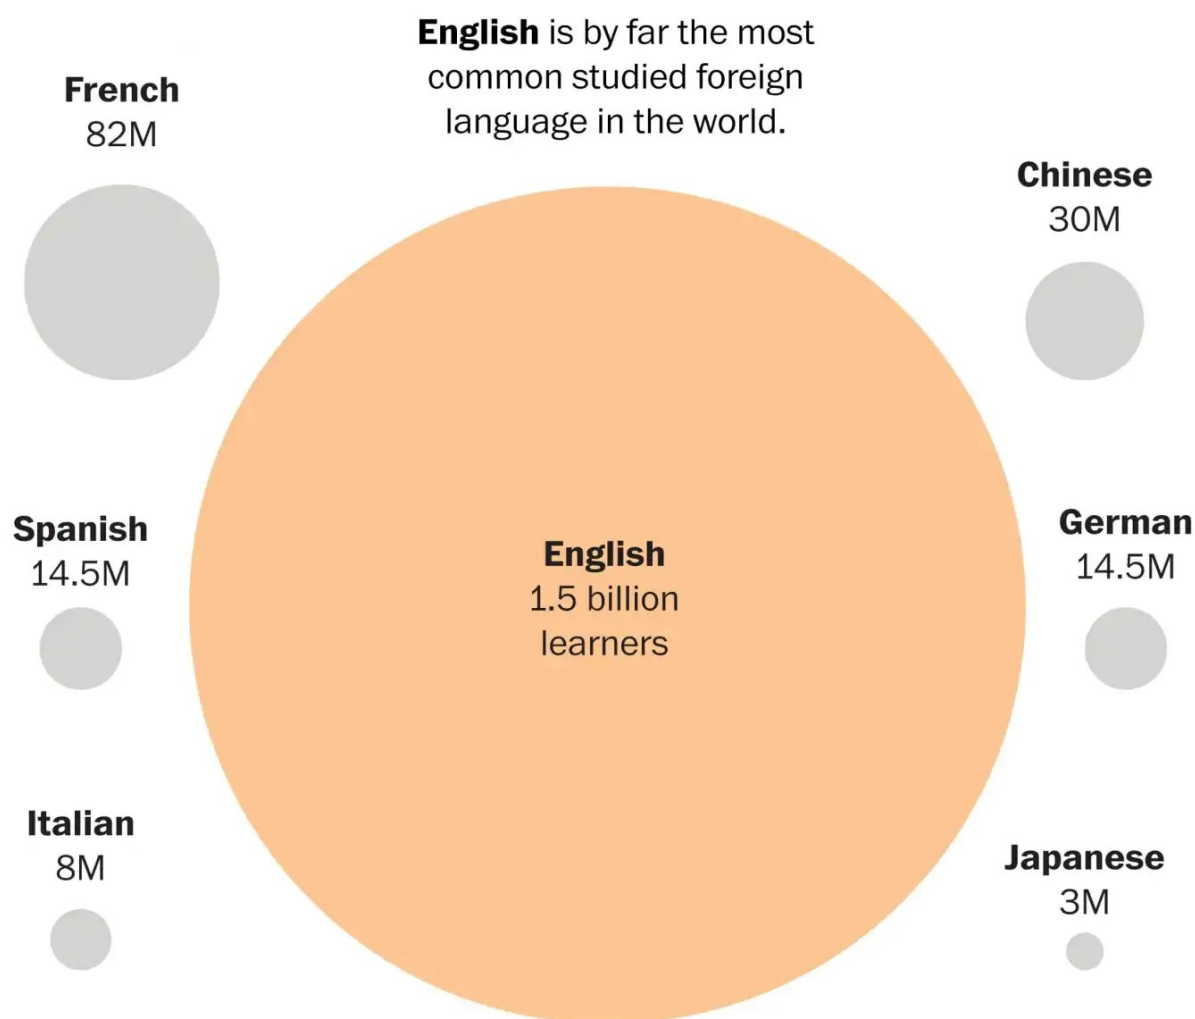 English is by far the most
common studied foreign
language in the world.
French
82M
Chinese
30M
Spanish
14.5M
English
1.5 billion
learners
German
14.5M
Italian
8M
Japanese
3M